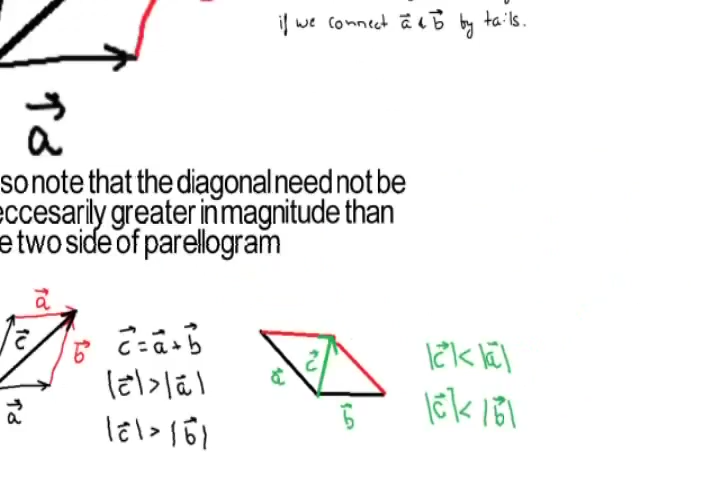 if we connect a⃗ & b⃗ by tails.
a⃗
so note that the diagonal need not be
eccesarily greater in magnitude than
e two side of parellogram
a⃗
c⃗
b⃗
a⃗
c⃗ = a⃗ + b⃗
|c⃗| > |a⃗|
|c⃗| > |b⃗|
c⃗
a⃗
b⃗
|c⃗| < |a⃗|
|c⃗| < |b⃗|